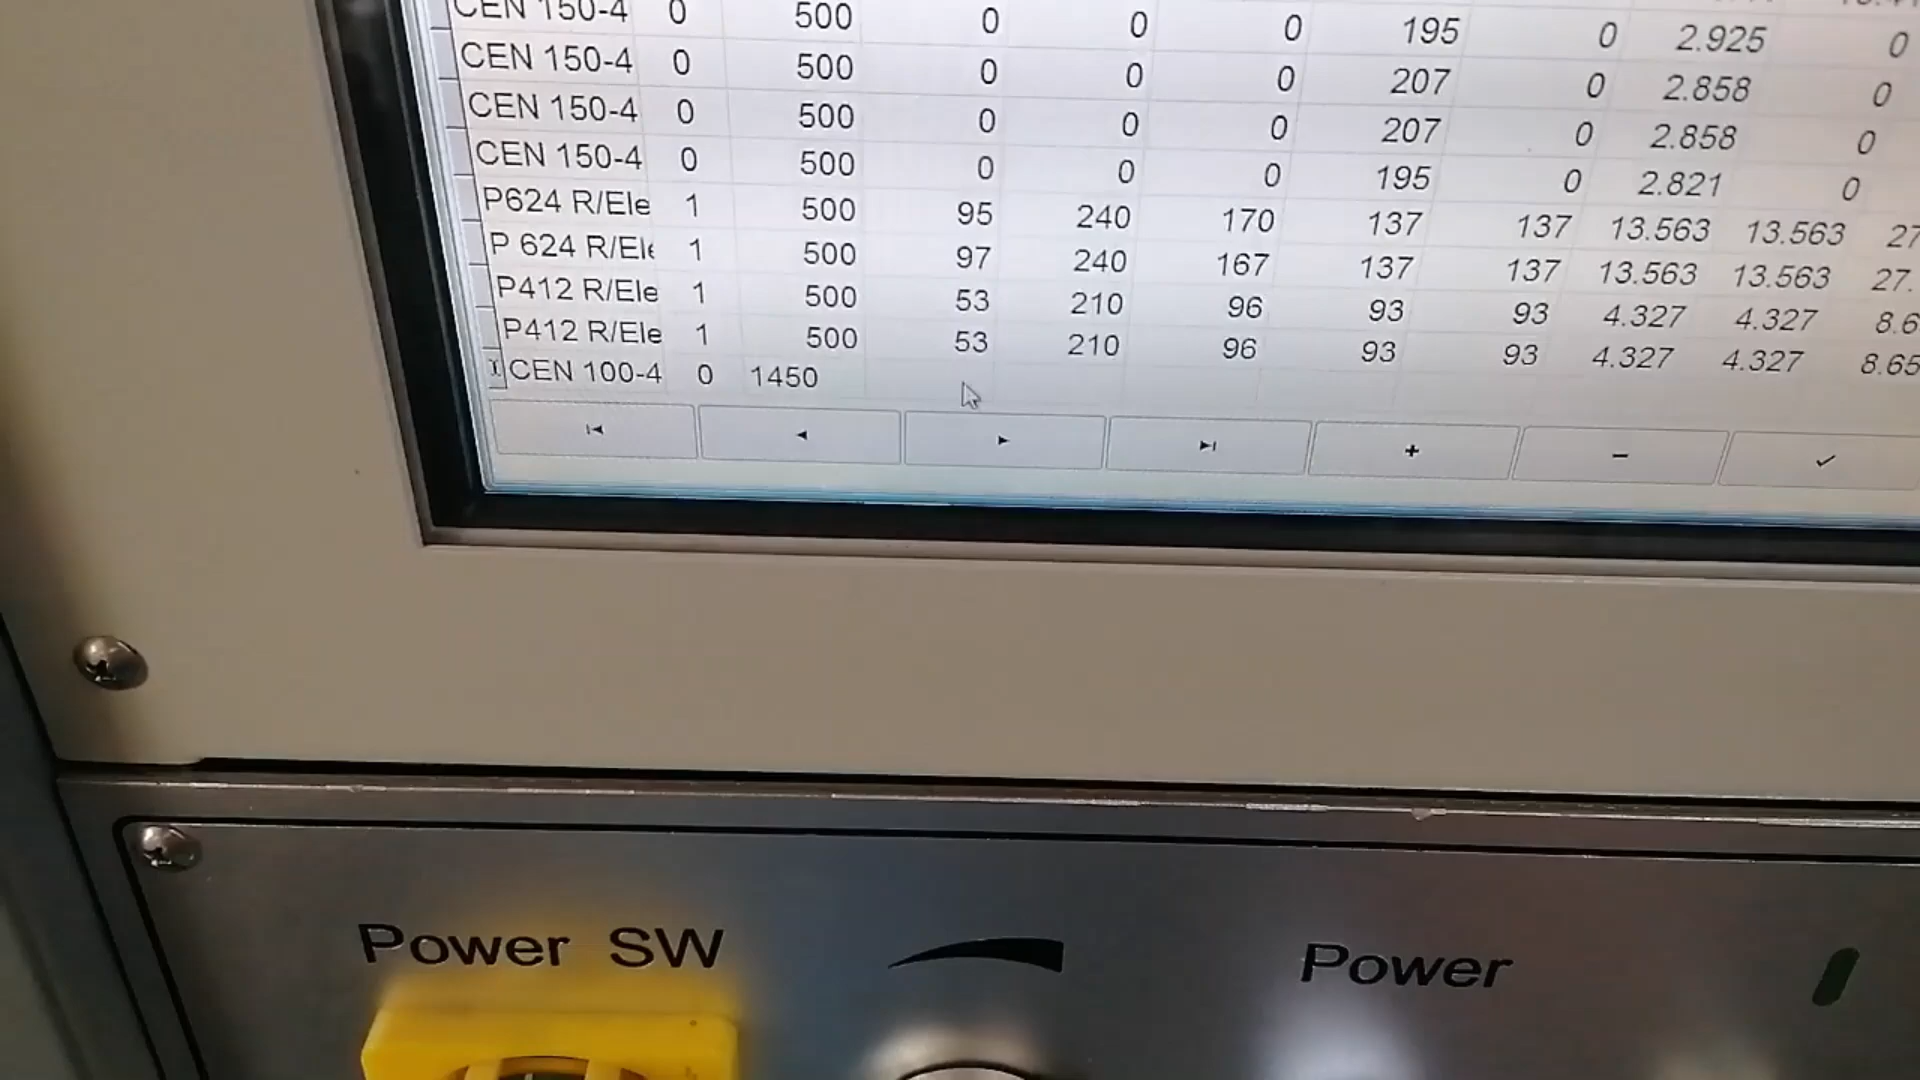 CEN 150-4 0 500 0 0 0 195 0 2.925 0
CEN 150-4 0 500 0 0 0 207 0 2.858 0
CEN 150-4 0 500 0 0 0 207 0 2.858 0
CEN 150-4 0 500 0 0 0 195 0 2.821 0
P624 R/Ele 1 500 95 240 170 137 137 13.563 13.563 27
P 624 R/Ele 1 500 97 240 167 137 137 13.563 13.563 27.
P412 R/Ele 1 500 53 210 96 93 93 4.327 4.327 8.6
P412 R/Ele 1 500 53 210 96 93 93 4.327 4.327 8.65
CEN 100-4 0 1450
+ -
Power SW
Power